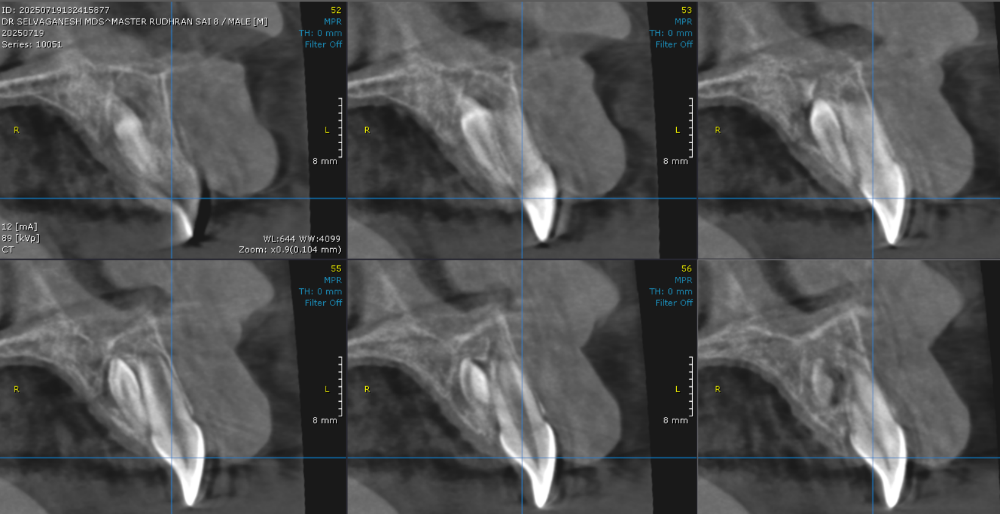 ID: 20250719132415877
DR SELVAGANESH MDS^MASTER RUDHRAN SAI 8 / MALE [M]
20250719
Series: 10051
52
MPR
TH: 0 mm
Filter Off
R
L
8 mm
12 [mA]
89 [kVp]
CT
WL:644 WW:4099
Zoom: x0.9(0.104 mm)
53
MPR
TH: 0 mm
Filter Off
R
L
8 mm
R
55
MPR
TH: 0 mm
Filter Off
R
L
8 mm
56
MPR
TH: 0 mm
Filter Off
R
L
8 mm
R